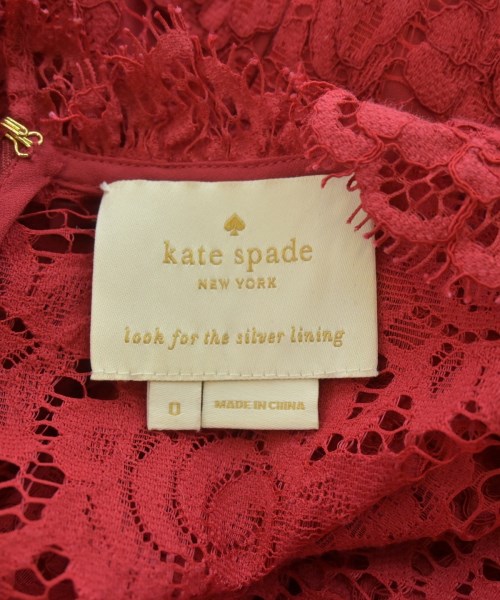 kate spade
NEW YORK
look for the silver lining
0
MADE IN CHINA